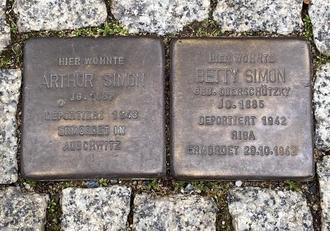 HIER WOHNTE
ARTHUR SIMON
JG. 1887
DEPORTIERT 1943
ERMORDET IN
AUSCHWITZ
HIER WOHNTE
BETTY SIMON
GEB. OBERSCHÜTZKY
JG. 1885
DEPORTIERT 1942
RIGA
ERMORDET 29.10.1942